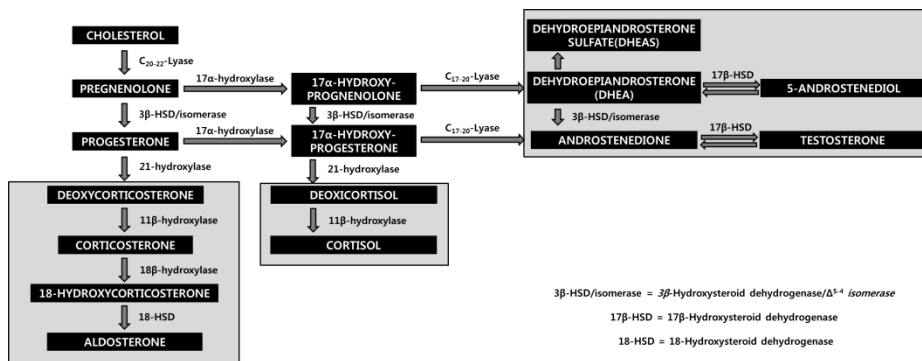 CHOLESTEROL
C20-22-Lyase
PREGNENOLONE
17α-hydroxylase
17α-HYDROXY-
PROGNENOLONE
C17-20-Lyase
DEHYDROEPIANDROSTERONE
SULFATE(DHEAS)
DEHYDROEPIANDROSTERONE
(DHEA)
17β-HSD
5-ANDROSTENEDIOL
3β-HSD/isomerase
3β-HSD/isomerase
3β-HSD/isomerase
PROGESTERONE
17α-hydroxylase
17α-HYDROXY-
PROGESTERONE
C17-20-Lyase
ANDROSTENEDIONE
17β-HSD
TESTOSTERONE
21-hydroxylase
21-hydroxylase
DEOXYCORTICOSTERONE
DEOXICORTISOL
11β-hydroxylase
11β-hydroxylase
CORTICOSTERONE
CORTISOL
18β-hydroxylase
18-HYDROXYCORTICOSTERONE
18-HSD
ALDOSTERONE
3β-HSD/isomerase = 3β-Hydroxysteroid dehydrogenase/Δ5-4 isomerase
17β-HSD = 17β-Hydroxysteroid dehydrogenase
18-HSD = 18-Hydroxysteroid dehydrogenase